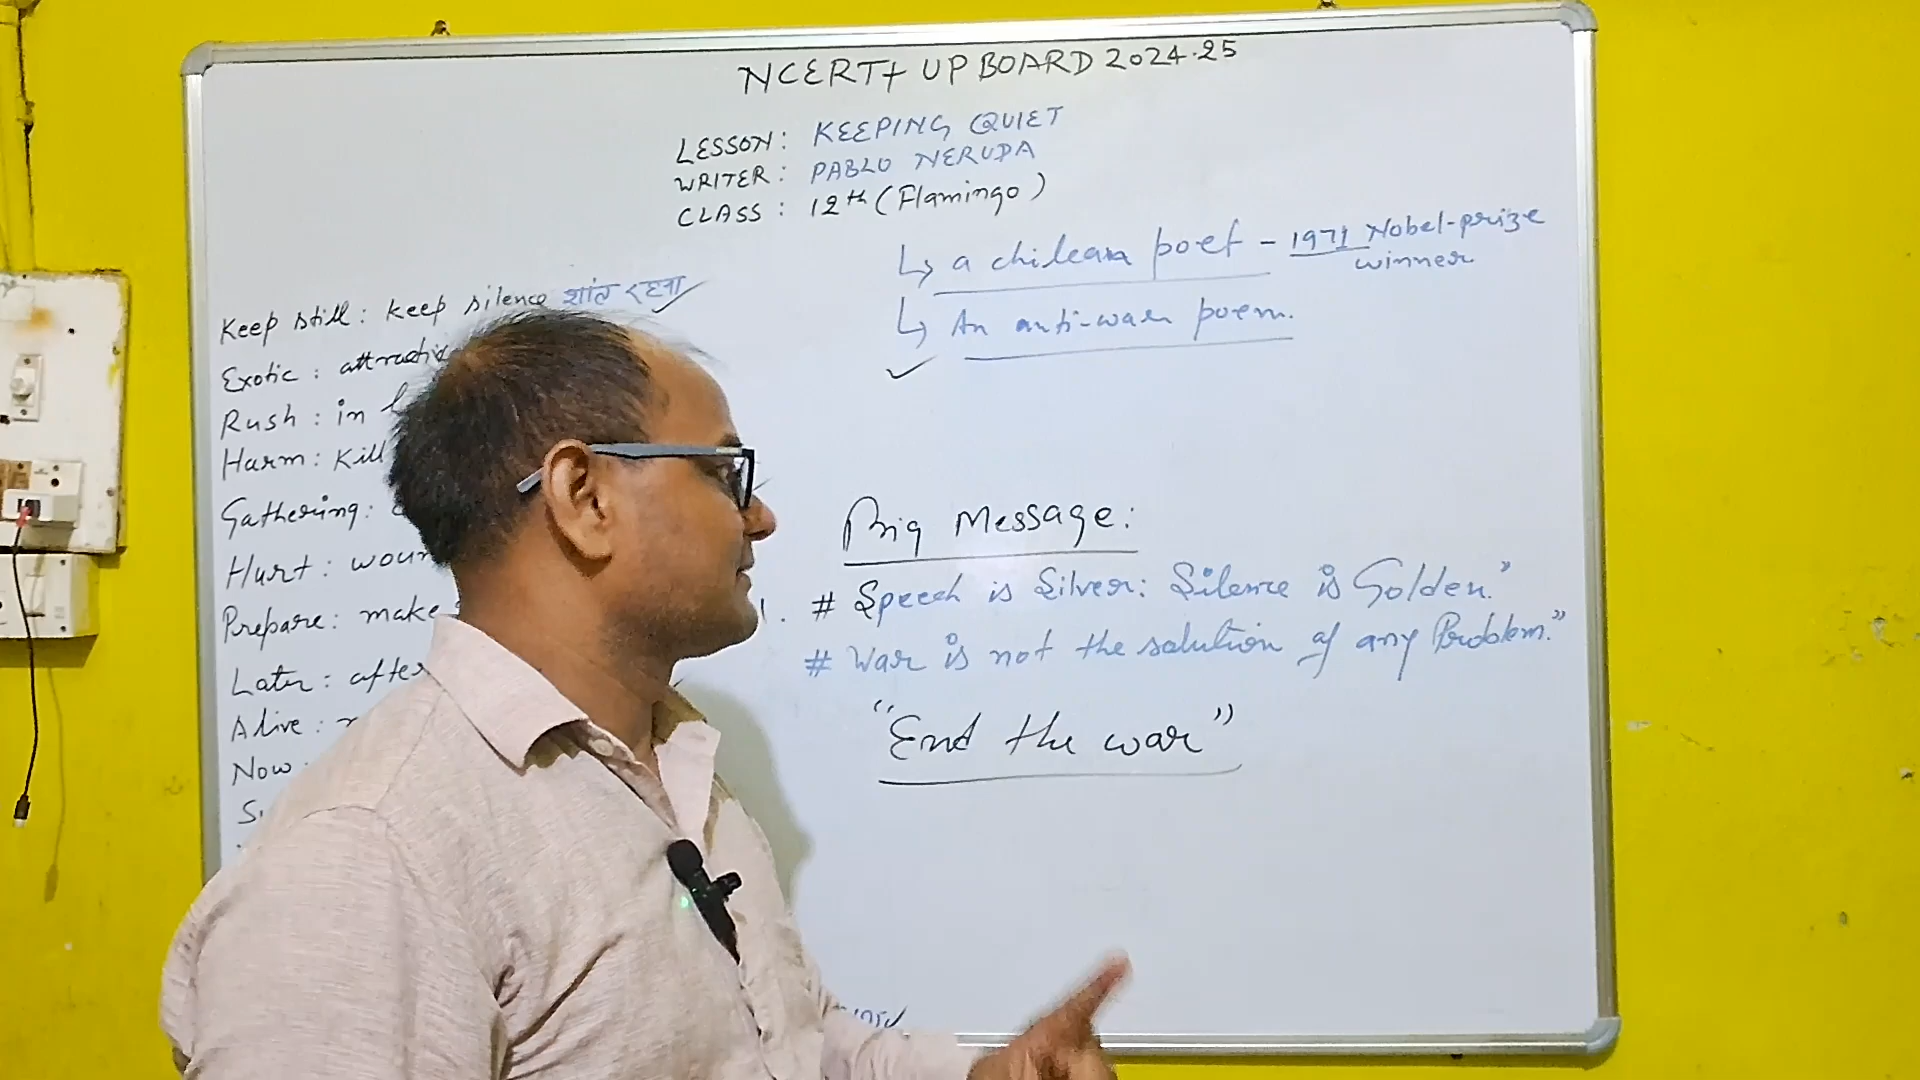 NCERT+ UP BOARD 2024-25
LESSON: KEEPING QUIET
WRITER: PABLO NERUDA
CLASS: 12th (Flamingo)
↳ a chilean poet - 1971 Nobel-prize
winner
↳ An anti-war poem.
Keep still: keep silence शांत रहना
Exotic: attractiv
Rush: in
Harm: Kill
Gathering:
Hurt: woun
Prepare: make
Later: after
Alive:
Now:
Big Message:
# Speech is Silver: Silence is Golden."
# War is not the solution of any Problem."
"End the war"